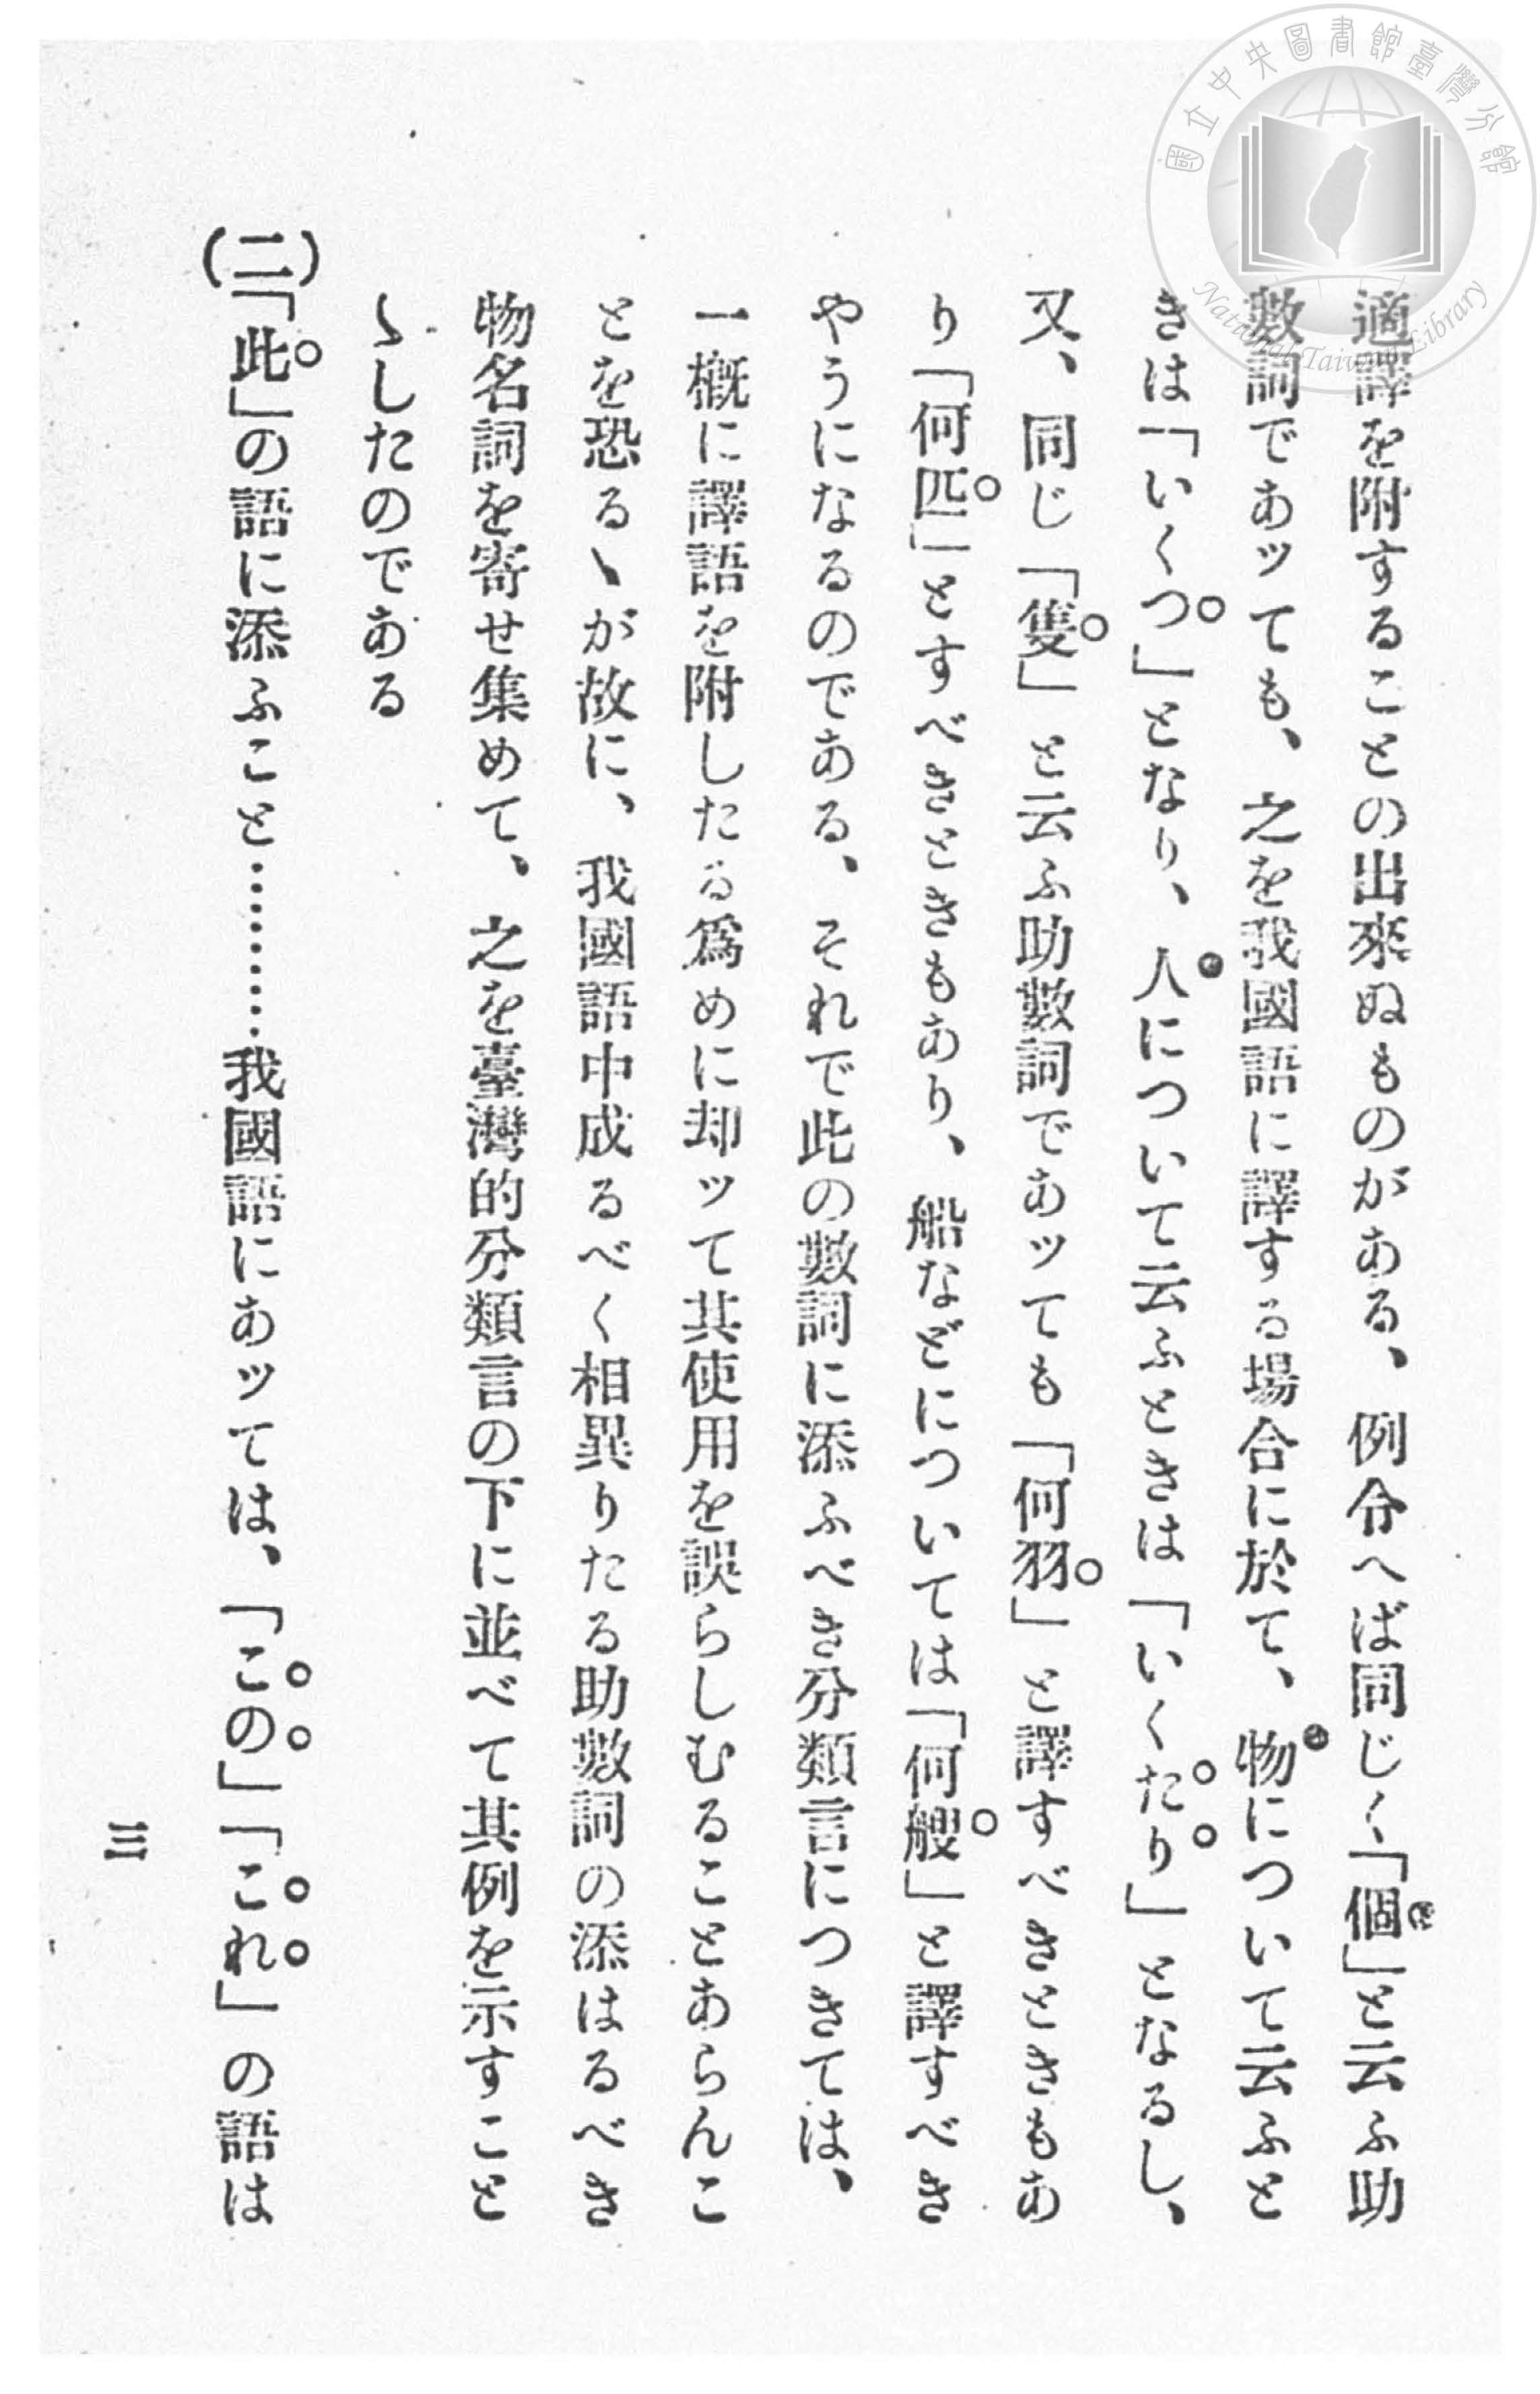 國立中央圖書館臺灣分館
National Taiwan Library
適譯を附することの出來ぬものがある、例令へば同じく「個」と云ふ助
數詞であッても、之を我國語に譯する場合に於て、物について云ふと
きは「いくつ」となり、人について云ふときは「いくたり」となるし、
又、同じ「隻」と云ふ助數詞であッても「何羽」と譯すべきときもあ
り「何匹」とすべきときもあり、船などについては「何艘」と譯すべき
やうになるのである、それで此の數詞に添ふべき分類言につきては、
一槪に譯語を附したる爲めに却ッて其使用を誤らしむることあらんこ
とを恐るゝが故に、我國語中成るべく相異りたる助數詞の添はるべき
物名詞を寄せ集めて、之を臺灣的分類言の下に並べて其例を示すこと
ゝしたのである
(二)「此」の語に添ふこと…………我國語にあッては、「この」「これ」の語は
三